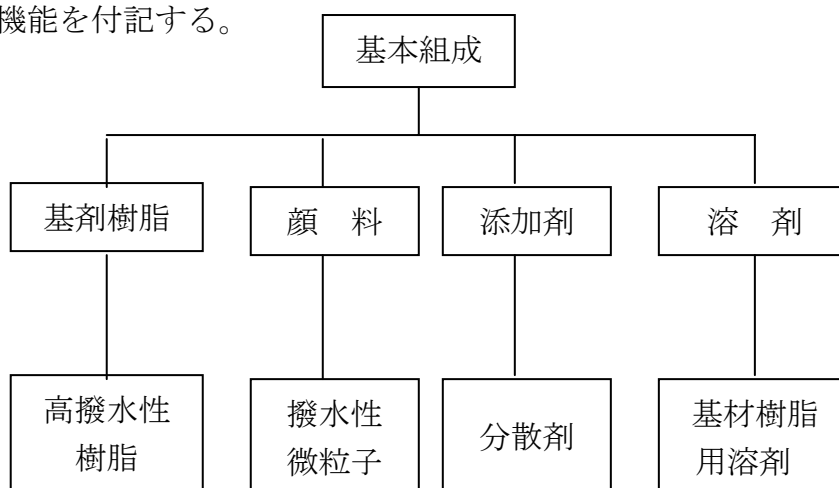 機能を付記する。
基本組成
基剤樹脂
顔　料
添加剤
溶　剤
高撥水性
樹脂
撥水性
微粒子
分散剤
基材樹脂
用溶剤